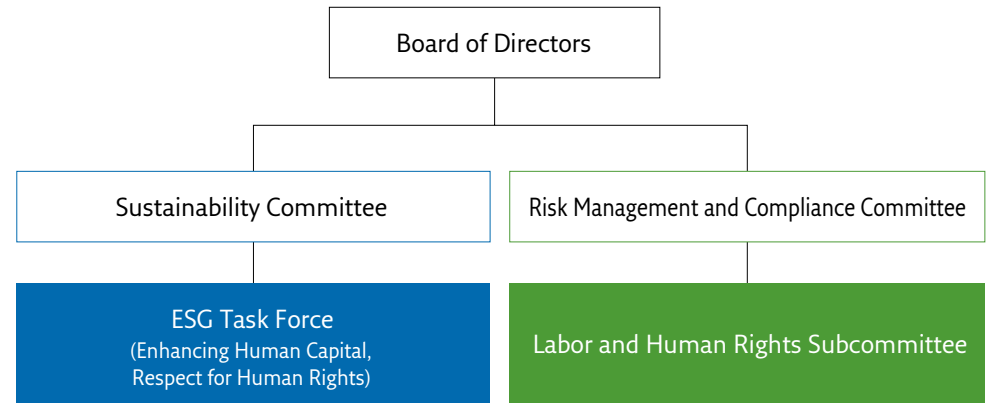 Board of Directors
Sustainability Committee
Risk Management and Compliance Committee
ESG Task Force
(Enhancing Human Capital,
Respect for Human Rights)
Labor and Human Rights Subcommittee